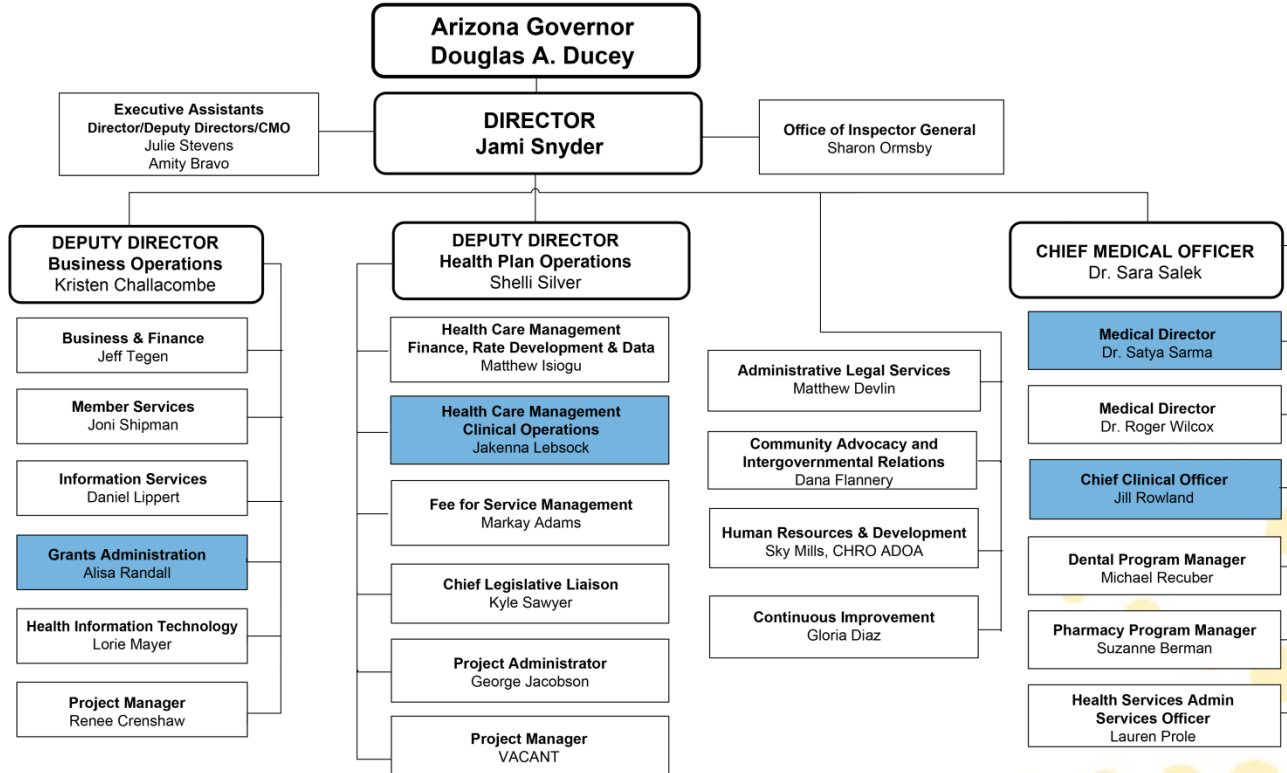 Arizona Governor
Douglas A. Ducey
Executive Assistants
Director/Deputy Directors/CMO
Julie Stevens
Amity Bravo
DIRECTOR
Jami Snyder
Office of Inspector General
Sharon Ormsby
DEPUTY DIRECTOR
Business Operations
Kristen Challacombe
Business & Finance
Jeff Tegen
Member Services
Joni Shipman
Information Services
Daniel Lippert
Grants Administration
Alisa Randall
Health Information Technology
Lorie Mayer
Project Manager
Renee Crenshaw
DEPUTY DIRECTOR
Health Plan Operations
Shelli Silver
Health Care Management
Finance, Rate Development & Data
Matthew Isiogu
Health Care Management
Clinical Operations
Jakenna Lebsock
Fee for Service Management
Markay Adams
Chief Legislative Liaison
Kyle Sawyer
Project Administrator
George Jacobson
Project Manager
VACANT
Administrative Legal Services
Matthew Devlin
Community Advocacy and
Intergovernmental Relations
Dana Flannery
Human Resources & Development
Sky Mills, CHRO ADOA
Continuous Improvement
Gloria Diaz
CHIEF MEDICAL OFFICER
Dr. Sara Salek
Medical Director
Dr. Satya Sarma
Medical Director
Dr. Roger Wilcox
Chief Clinical Officer
Jill Rowland
Dental Program Manager
Michael Recuber
Pharmacy Program Manager
Suzanne Berman
Health Services Admin
Services Officer
Lauren Prole